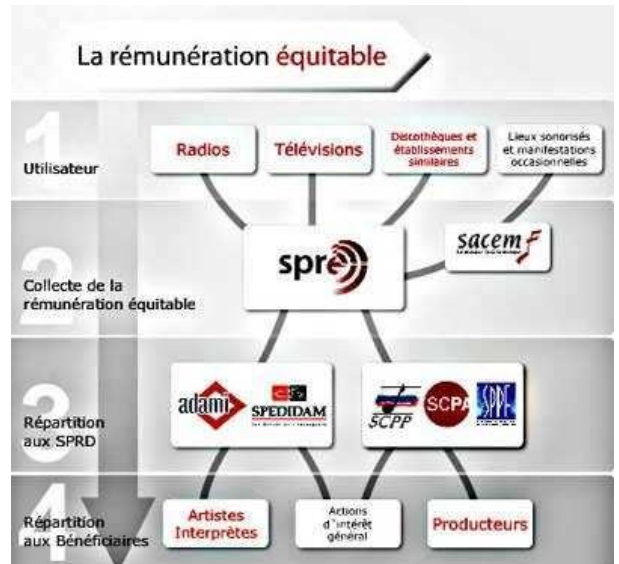 La rémunération équitable
1
Utilisateur
Radios
Télévisions
Discothèques et
établissements
similaires
Lieux sonorisés
et manifestations
occasionnelles
2
Collecte de la
rémunération équitable
spré
sacem
3
Répartition
aux SPRD
adami
SPEDIDAM
SCPP
SCPA
SPPF
4
Répartition
aux Bénéficiaires
Artistes
Interprètes
Actions
d'intérêt
général
Producteurs